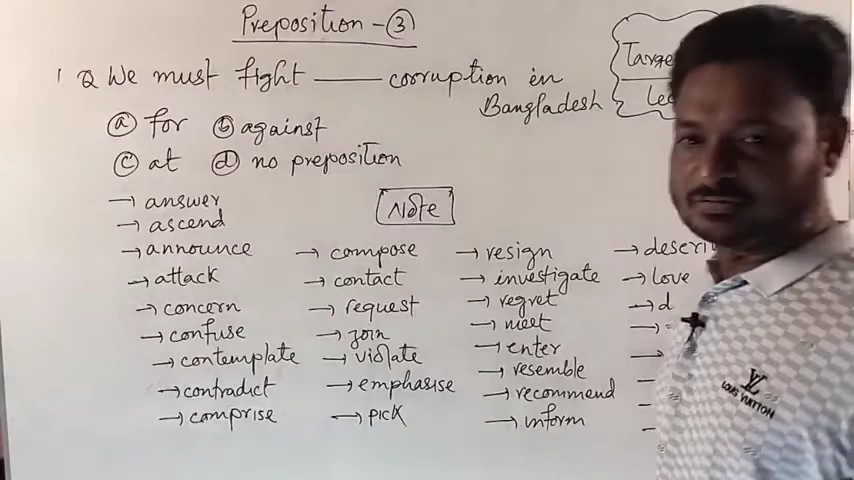 Preposition - ③
1 Q We must fight ____ corruption in
Bangladesh
ⓐ for ⓑ against
ⓒ at ⓓ no preposition
Note
→ answer
→ ascend
→ announce
→ attack
→ concern
→ confuse
→ contemplate
→ contradict
→ comprise
→ compose
→ contact
→ request
→ join
→ violate
→ emphasise
→ pick
→ resign
→ investigate
→ regret
→ meet
→ enter
→ resemble
→ recommend
→ inform
→ love
LOUIS VUITTON